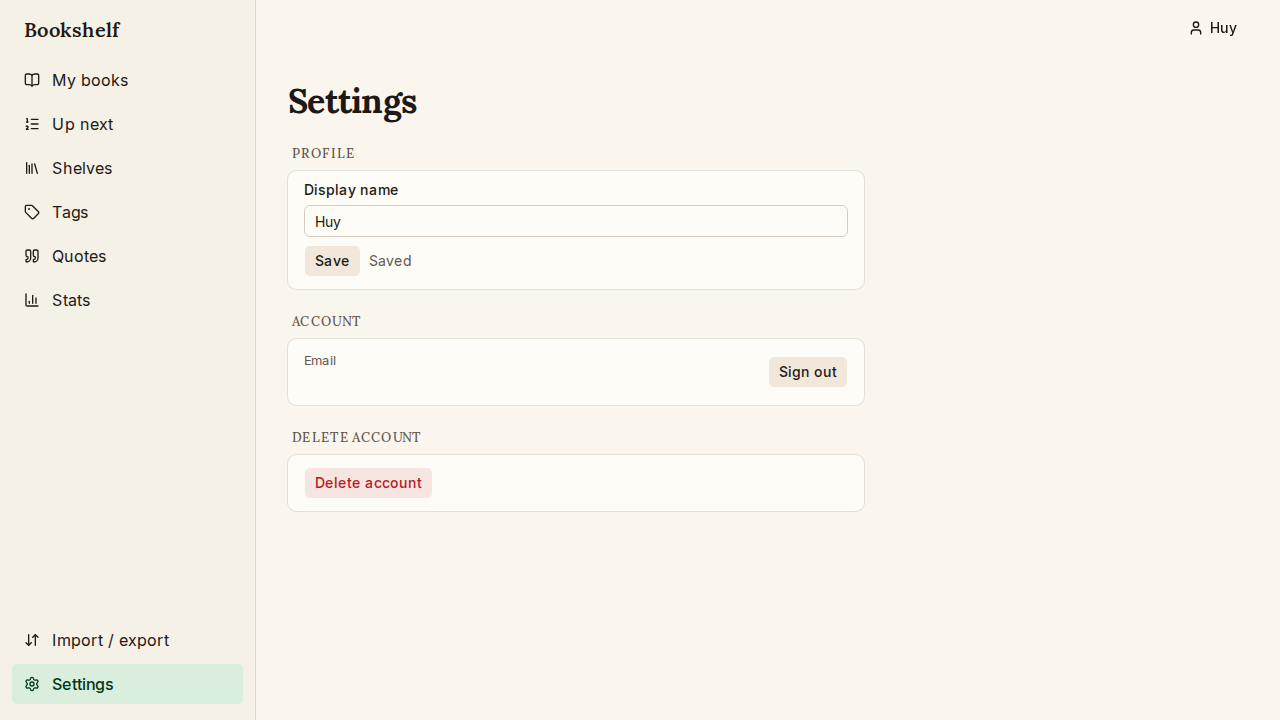 Bookshelf
My books
Up next
Shelves
Tags
Quotes
Stats
Import / export
Settings
Huy
Settings
PROFILE
Display name
Huy
Save Saved
ACCOUNT
Email
Sign out
DELETE ACCOUNT
Delete account